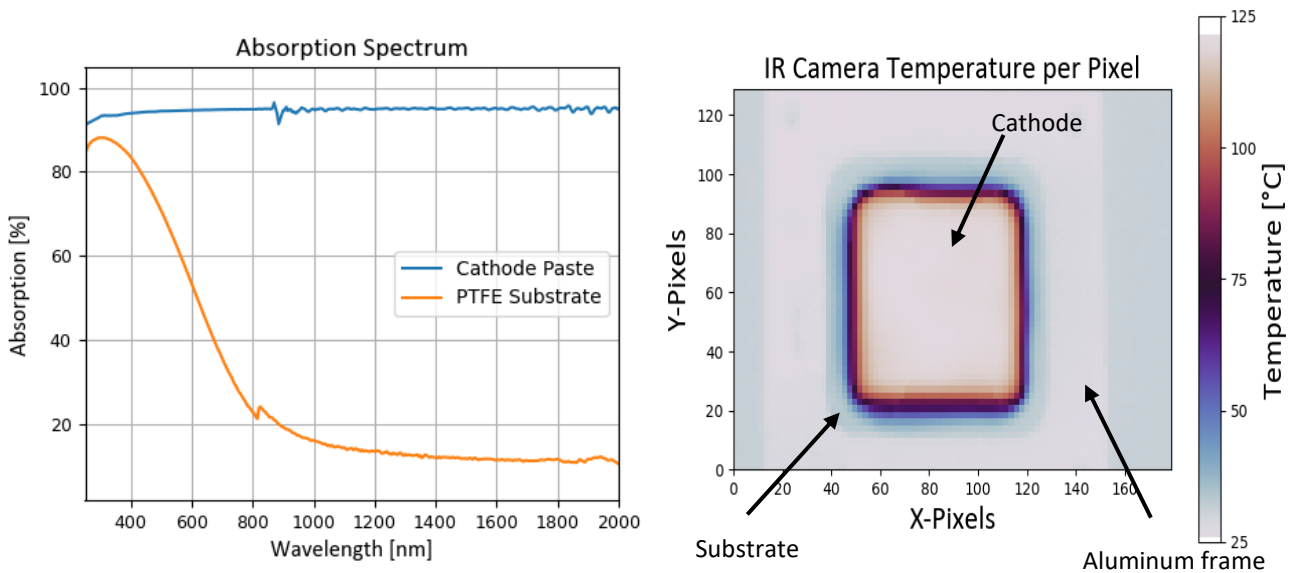 Absorption Spectrum
100
80
60
40
20
Absorption [%]
Cathode Paste
PTFE Substrate
400 600 800 1000 1200 1400 1600 1800 2000
Wavelength [nm]
IR Camera Temperature per Pixel
Cathode
120
100
80
60
40
20
0
Y-Pixels
0 20 40 60 80 100 120 140 160
X-Pixels
Substrate
Aluminum frame
125
100
75
50
25
Temperature [°C]